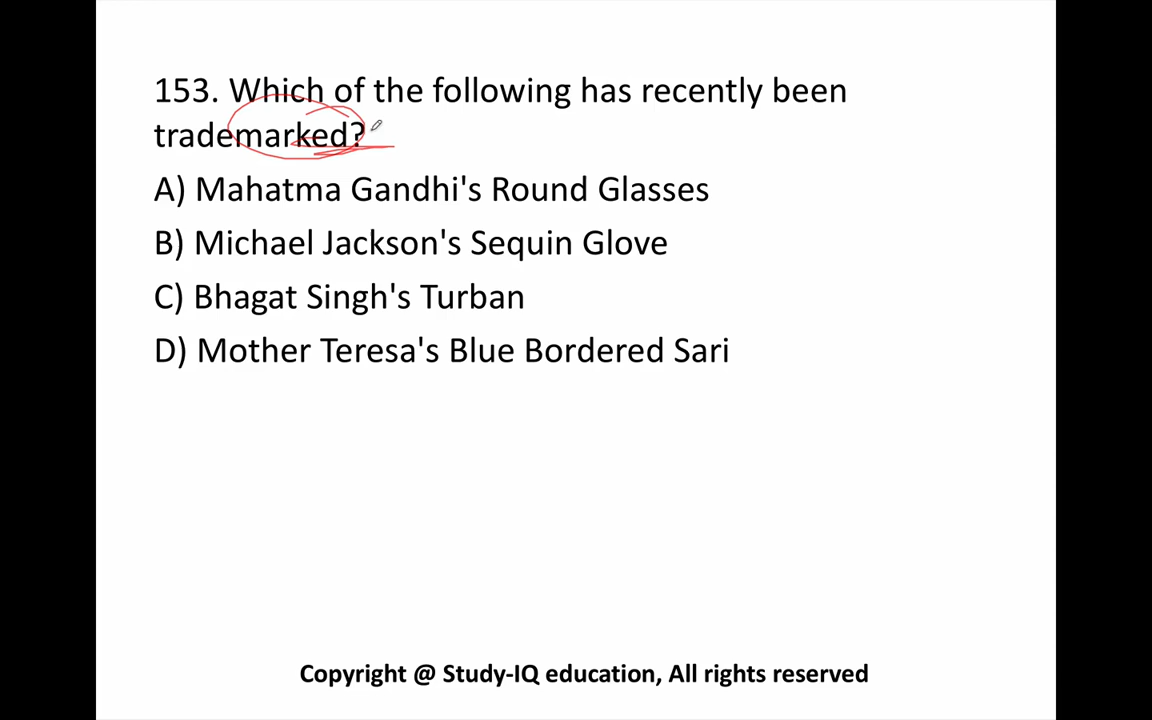 153. Which of the following has recently been
trademarked?
A) Mahatma Gandhi's Round Glasses
B) Michael Jackson's Sequin Glove
C) Bhagat Singh's Turban
D) Mother Teresa's Blue Bordered Sari
Copyright @ Study-IQ education, All rights reserved